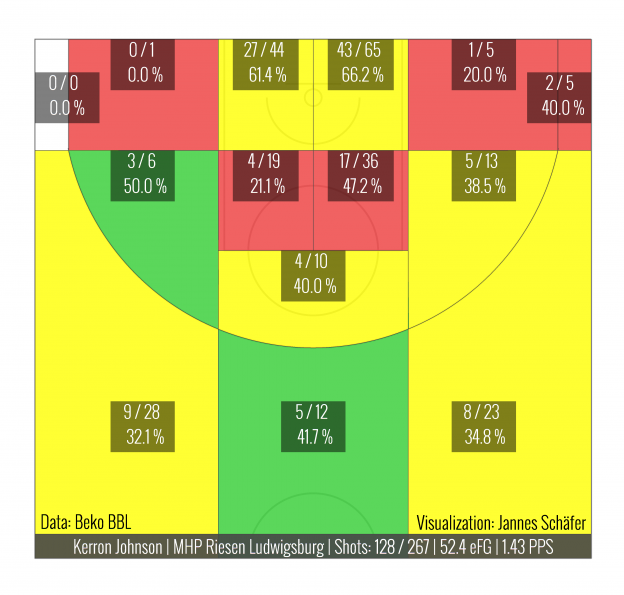 0 / 1
0.0 %
27 / 44
61.4 %
43 / 65
66.2 %
1 / 5
20.0 %
0 / 0
0.0 %
2 / 5
40.0 %
3 / 6
50.0 %
4 / 19
21.1 %
17 / 36
47.2 %
5 / 13
38.5 %
4 / 10
40.0 %
9 / 28
32.1 %
5 / 12
41.7 %
8 / 23
34.8 %
Data: Beko BBL
Visualization: Jannes Schäfer
Kerron Johnson | MHP Riesen Ludwigsburg | Shots: 128 / 267 | 52.4 eFG | 1.43 PPS